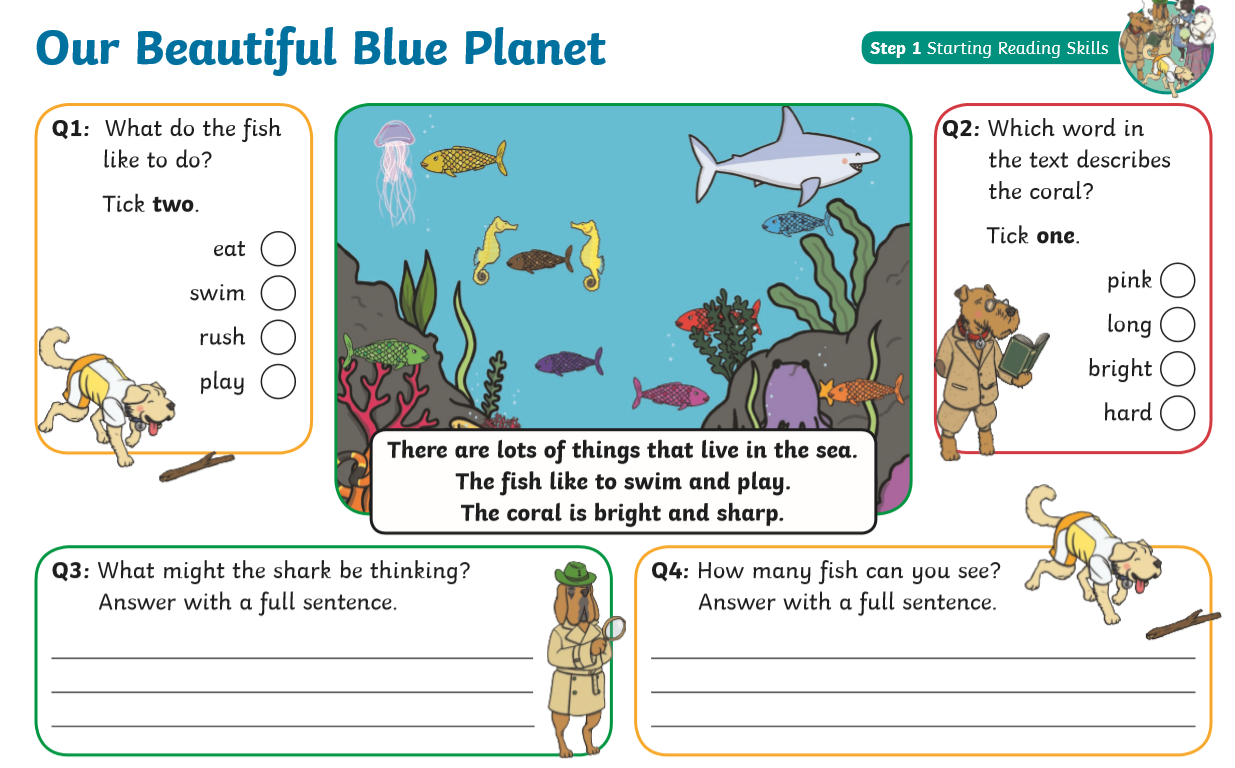 Our Beautiful Blue Planet
Step 1 Starting Reading Skills
Q1: What do the fish
like to do?
Tick two.
eat
swim
rush
play
Q2: Which word in
the text describes
the coral?
Tick one.
pink
long
bright
hard
There are lots of things that live in the sea.
The fish like to swim and play.
The coral is bright and sharp.
Q3: What might the shark be thinking?
Answer with a full sentence.
Q4: How many fish can you see?
Answer with a full sentence.